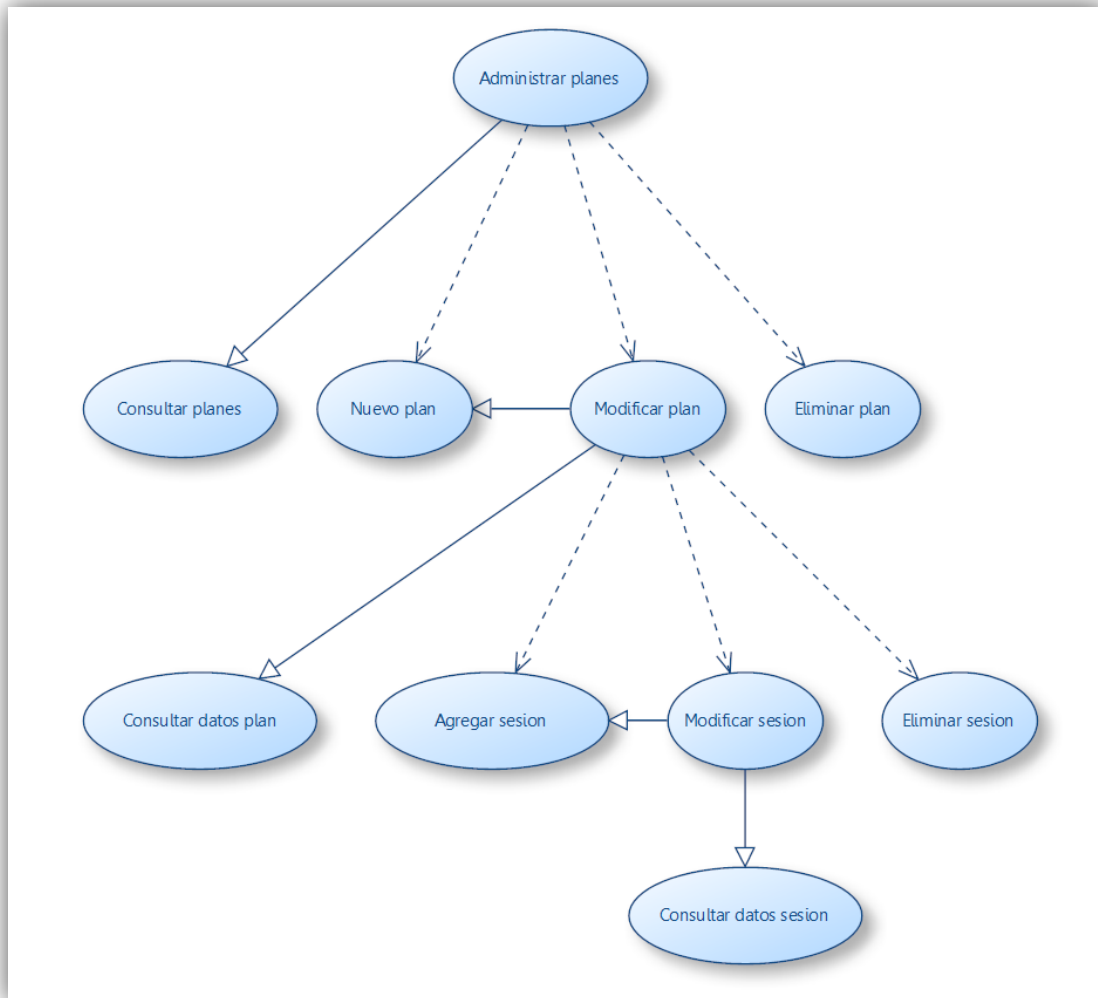 Administrar planes
Consultar planes
Nuevo plan
Modificar plan
Eliminar plan
Consultar datos plan
Agregar sesion
Modificar sesion
Eliminar sesion
Consultar datos sesion